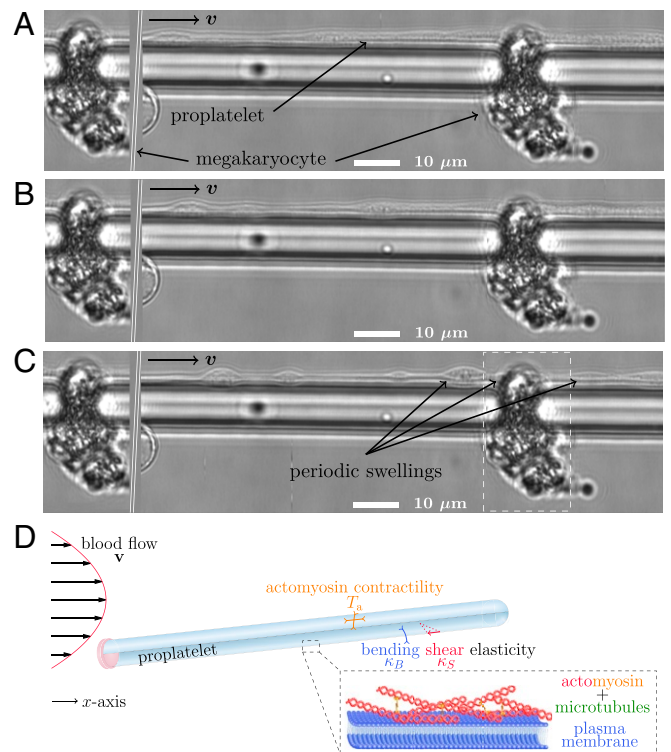 A
v
proplatelet
megakaryocyte
10 μm
B
v
10 μm
C
v
periodic swellings
10 μm
D
blood flow
v
actomyosin contractility
Tₐ
proplatelet
bending shear elasticity
κ_B κ_S
x-axis
actomyosin
+
microtubules
plasma
membrane